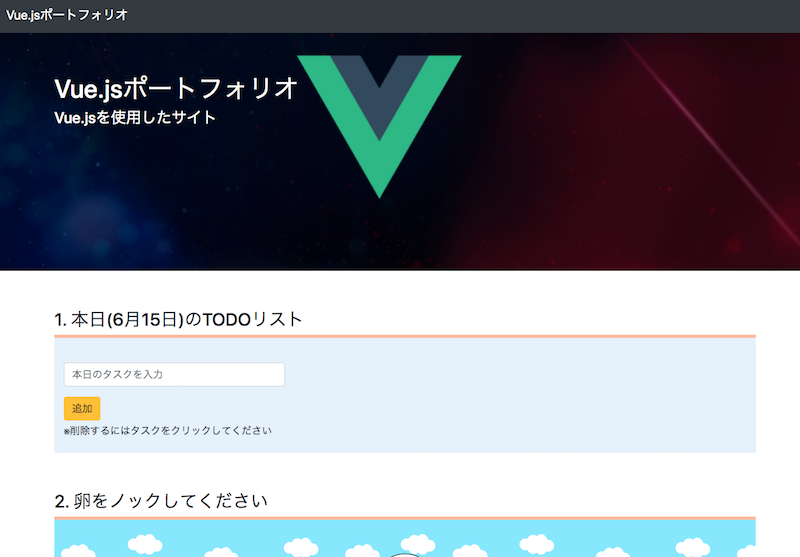 Vue.jsポートフォリオ
Vue.jsポートフォリオ
Vue.jsを使用したサイト
1. 本日(6月15日)のTODOリスト
本日のタスクを入力
追加
※削除するにはタスクをクリックしてください
2. 卵をノックしてください